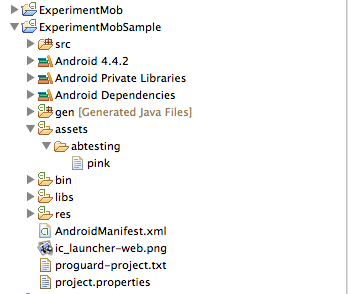 ExperimentMob
ExperimentMobSample
src
Android 4.4.2
Android Private Libraries
Android Dependencies
gen [Generated Java Files]
assets
abtesting
pink
bin
libs
res
AndroidManifest.xml
ic_launcher-web.png
proguard-project.txt
project.properties